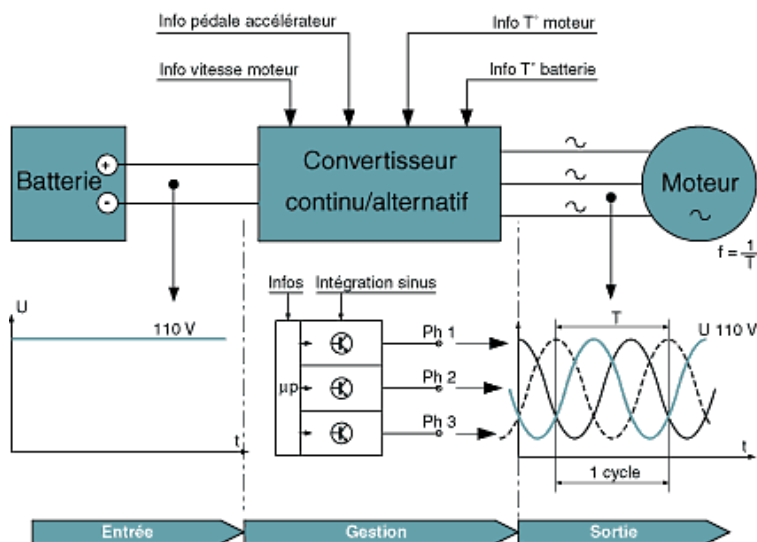 Info pédale accélérateur
Info T° moteur
Info vitesse moteur
Info T° batterie
Batterie
+
-
Convertisseur
continu/alternatif
Moteur
f = 1/T
U
110 V
t
Infos
Intégration sinus
µp
Ph 1
Ph 2
Ph 3
T
U 110 V
t
1 cycle
Entrée
Gestion
Sortie